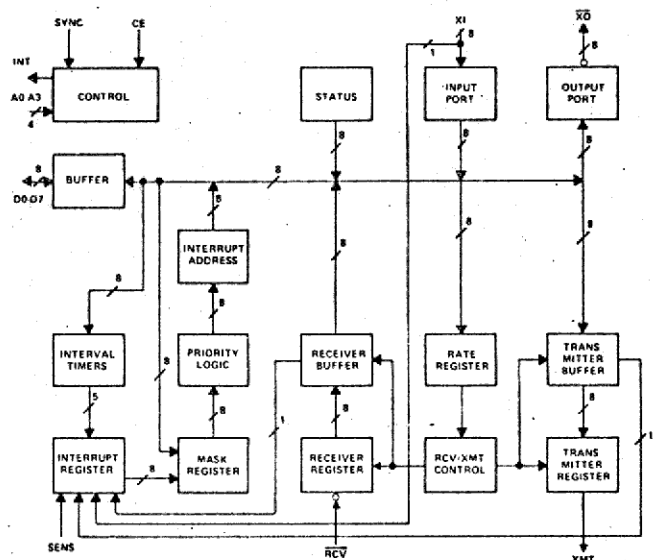 SYNC
CE
XI
XO
8
8
1
INT
A0 A3
4
CONTROL
STATUS
INPUT
PORT
OUTPUT
PORT
8
8
8
8
D0-D7
BUFFER
8
8
8
8
8
INTERRUPT
ADDRESS
8
8
8
INTERVAL
TIMERS
PRIORITY
LOGIC
RECEIVER
BUFFER
RATE
REGISTER
TRANS
MITTER
BUFFER
5
8
1
8
8
1
INTERRUPT
REGISTER
8
MASK
REGISTER
RECEIVER
REGISTER
RCV/XMT
CONTROL
TRANS
MITTER
REGISTER
SENS
RCV
XMT